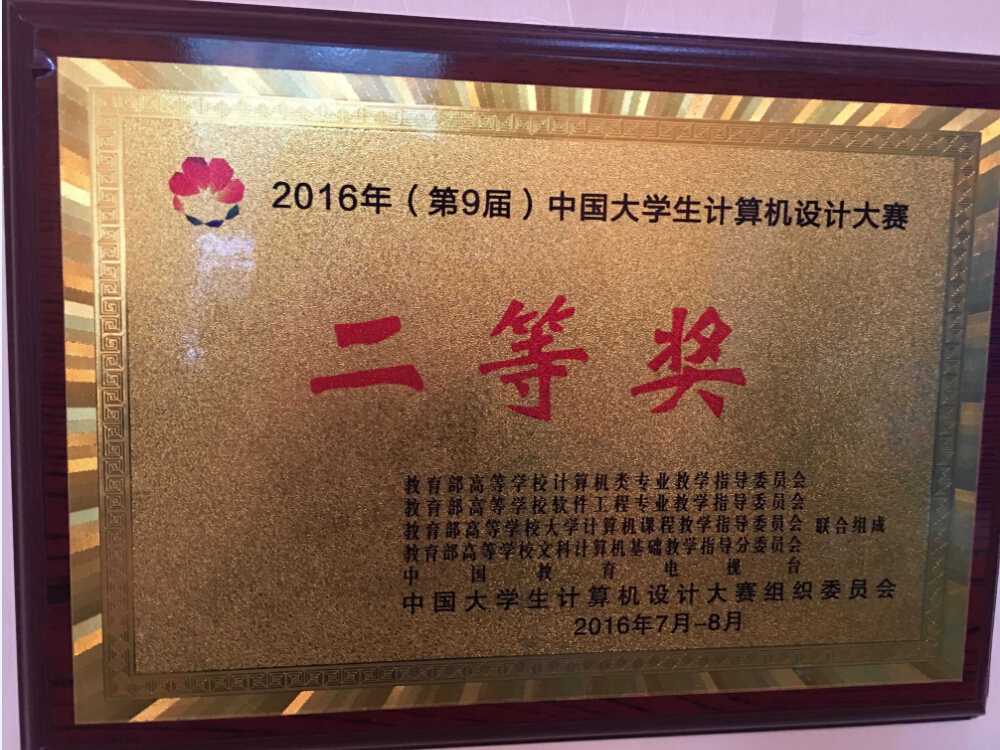 2016年（第9届）中国大学生计算机设计大赛
二等奖
教育部高等学校计算机类专业教学指导委员会
教育部高等学校软件工程专业教学指导委员会
教育部高等学校大学计算机课程教学指导委员会 联合组成
教育部高等学校文科计算机基础教学指导分委员会
中国教育电视台
中国大学生计算机设计大赛组织委员会
2016年7月-8月